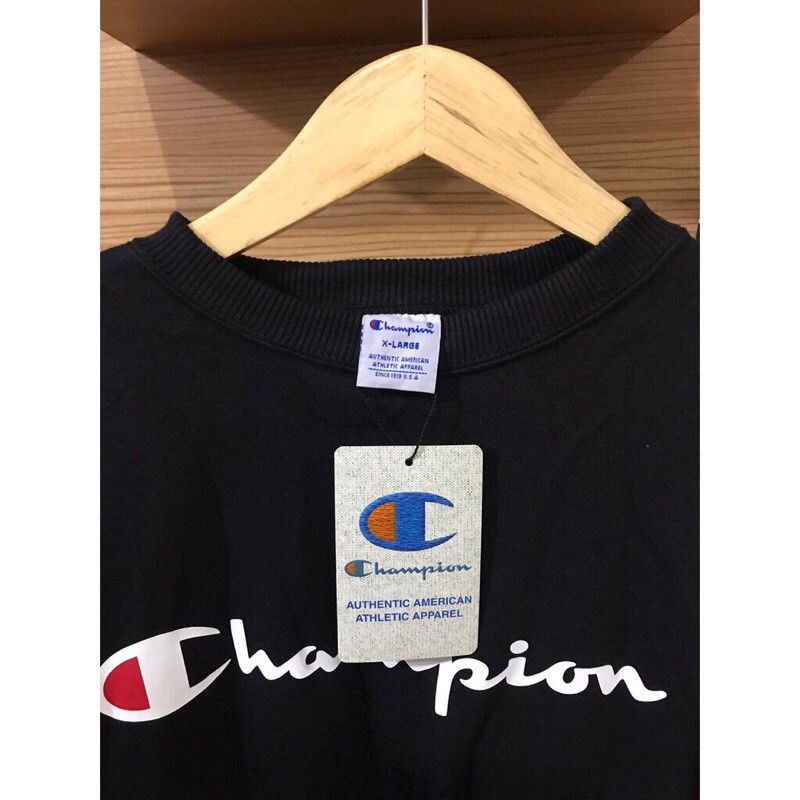 Champion®
X-LARGE
AUTHENTIC AMERICAN
ATHLETIC APPAREL
SINCE 1919 U.S.A
Champion
AUTHENTIC AMERICAN
ATHLETIC APPAREL
Champion